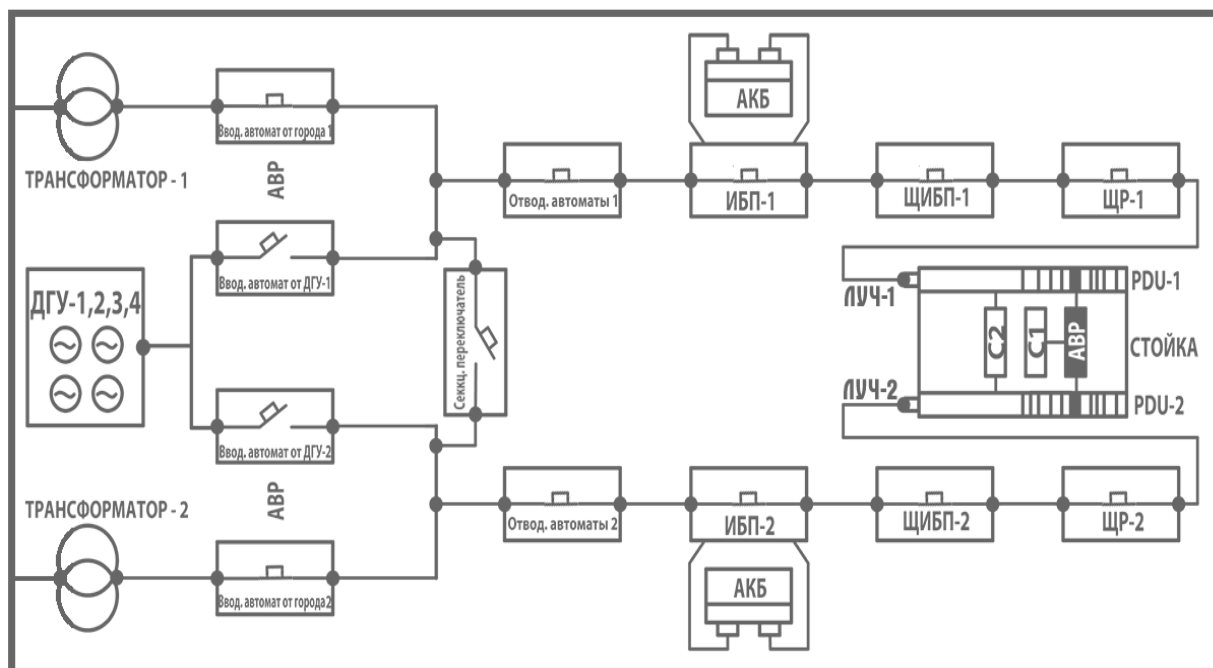 АКБ
Ввод. автомат от города 1
ТРАНСФОРМАТОР - 1
АВР
Отвод. автоматы 1
ИБП-1
ЩИБП-1
ЩР-1
Ввод. автомат от ДГУ-1
ДГУ-1,2,3,4
Секкц. переключатель
ЛУЧ-1
PDU-1
С2
С1
АВР
СТОЙКА
ЛУЧ-2
PDU-2
Ввод. автомат от ДГУ-2
ТРАНСФОРМАТОР - 2
АВР
Отвод. автоматы 2
ИБП-2
ЩИБП-2
ЩР-2
АКБ
Ввод. автомат от города2